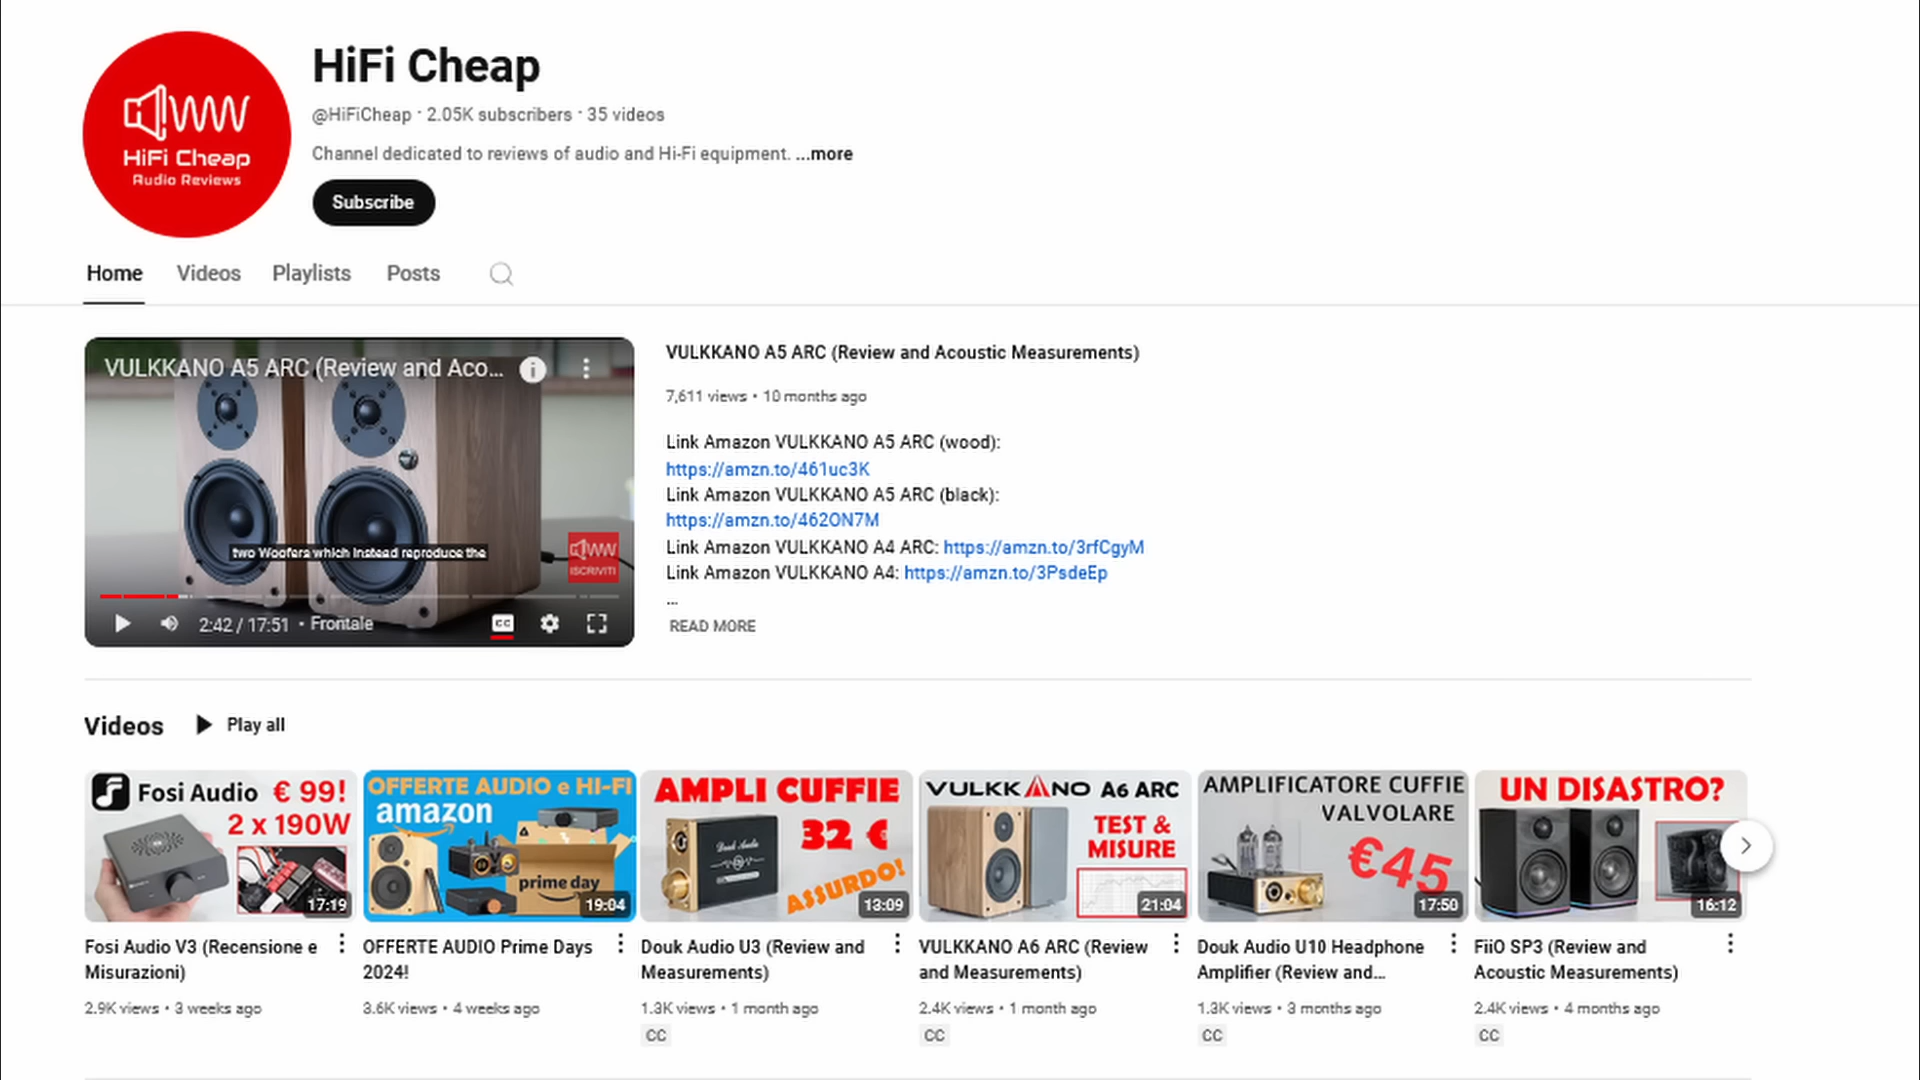 HiFi Cheap
@HiFiCheap · 2.05K subscribers · 35 videos
Channel dedicated to reviews of audio and Hi-Fi equipment. ...more
Subscribe
HiFi Cheap
Audio Reviews
Home Videos Playlists Posts
VULKKANO A5 ARC (Review and Aco...
two Woofers which instead reproduce the
ISCRIVITI
2:42 / 17:51 • Frontale
CC
VULKKANO A5 ARC (Review and Acoustic Measurements)
7,611 views • 10 months ago
Link Amazon VULKKANO A5 ARC (wood):
https://amzn.to/461uc3K
Link Amazon VULKKANO A5 ARC (black):
https://amzn.to/462ON7M
Link Amazon VULKKANO A4 ARC: https://amzn.to/3rfCgyM
Link Amazon VULKKANO A4: https://amzn.to/3PsdeEp
...
READ MORE
Videos Play all
Fosi Audio € 99!
2 x 190W
17:19
Fosi Audio V3 (Recensione e
Misurazioni)
2.9K views • 3 weeks ago
OFFERTE AUDIO e HI-FI
amazon
prime day
19:04
OFFERTE AUDIO Prime Days
2024!
3.6K views • 4 weeks ago
AMPLI CUFFIE
32 €
Douk Audio
ASSURDO!
13:09
Douk Audio U3 (Review and
Measurements)
1.3K views • 1 month ago
CC
VULKKANO A6 ARC
TEST &
MISURE
21:04
VULKKANO A6 ARC (Review
and Measurements)
2.4K views • 1 month ago
CC
AMPLIFICATORE CUFFIE
VALVOLARE
€45
17:50
Douk Audio U10 Headphone
Amplifier (Review and...
1.3K views • 3 months ago
CC
UN DISASTRO?
16:12
FiiO SP3 (Review and
Acoustic Measurements)
2.4K views • 4 months ago
CC